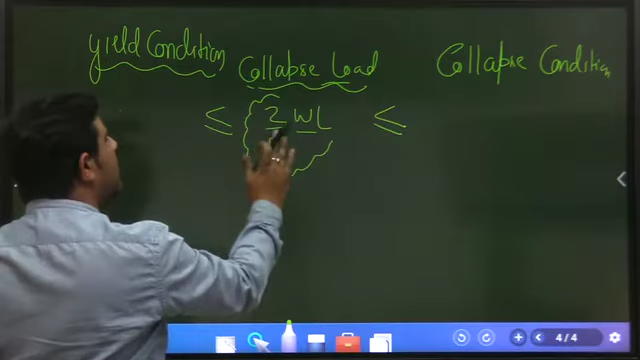 yield Condition Collapse Load Collapse Condition
≤ 2 WL ≤
4/4